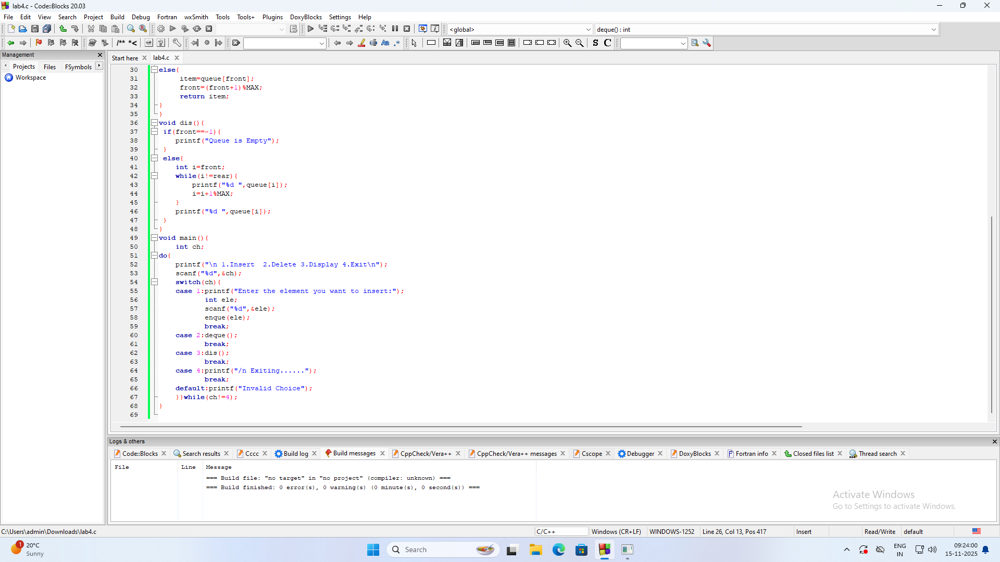 lab4.c - Code::Blocks 20.03
File Edit View Search Project Build Debug Fortran wxSmith Tools Tools+ Plugins DoxyBlocks Settings Help
<global> deque() : int
/** *< Aa .* S C
Management
Projects Files FSymbols
Workspace
Start here lab4.c
30 else{
31 item=queue[front];
32 front=(front+1)%MAX;
33 return item;
34 }
35 }
36 void dis(){
37 if(front==-1){
38 printf("Queue is Empty");
39 }
40 else{
41 int i=front;
42 while(i!=rear){
43 printf("%d ",queue[i]);
44 i=i+1%MAX;
45 }
46 printf("%d ",queue[i]);
47 }
48 }
49 void main(){
50 int ch;
51 do{
52 printf("\n 1.Insert  2.Delete 3.Display 4.Exit\n");
53 scanf("%d",&ch);
54 switch(ch){
55 case 1:printf("Enter the element you want to insert:");
56 int ele;
57 scanf("%d",&ele);
58 enque(ele);
59 break;
60 case 2:deque();
61 break;
62 case 3:dis();
63 break;
64 case 4:printf("/n Exiting......");
65 break;
66 default:printf("Invalid Choice");
67 }}while(ch!=4);
68 }
69
Logs & others
Code::Blocks Search results Cccc Build log Build messages CppCheck/Vera++ CppCheck/Vera++ messages Cscope Debugger DoxyBlocks Fortran info Closed files list Thread search
File Line Message
=== Build file: "no target" in "no project" (compiler: unknown) ===
=== Build finished: 0 error(s), 0 warning(s) (0 minute(s), 0 second(s)) ===
Activate Windows
Go to Settings to activate Windows.
C:\Users\admin\Downloads\lab4.c C/C++ Windows (CR+LF) WINDOWS-1252 Line 26, Col 13, Pos 417 Insert Read/Write default
1
20°C
Sunny
Search
ENG
IN
09:24:00
15-11-2025